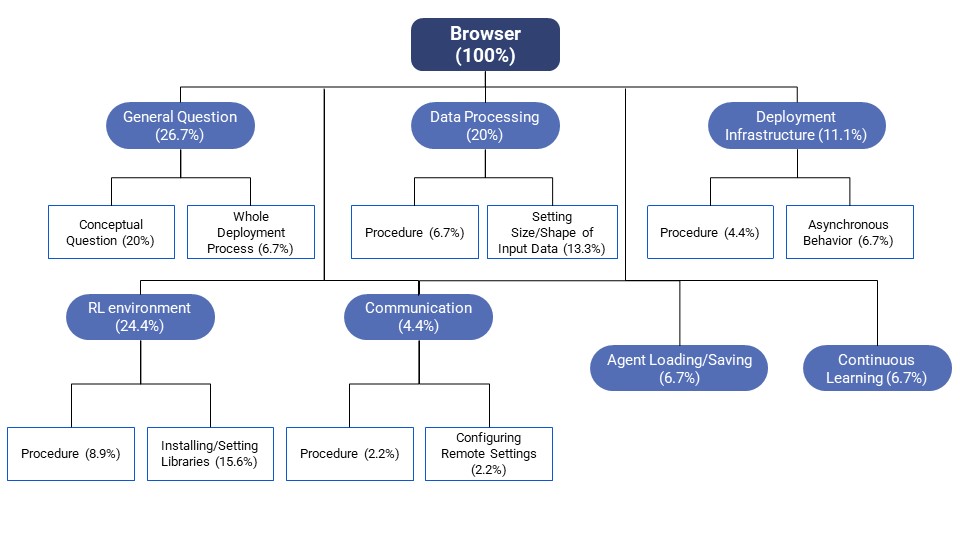 Browser
(100%)
General Question
(26.7%)
Data Processing
(20%)
Deployment
Infrastructure (11.1%)
Conceptual
Question (20%)
Whole
Deployment
Process (6.7%)
Procedure (6.7%)
Setting
Size/Shape of
Input Data (13.3%)
Procedure (4.4%)
Asynchronous
Behavior (6.7%)
RL environment
(24.4%)
Communication
(4.4%)
Agent Loading/Saving
(6.7%)
Continuous
Learning (6.7%)
Procedure (8.9%)
Installing/Setting
Libraries (15.6%)
Procedure (2.2%)
Configuring
Remote Settings
(2.2%)